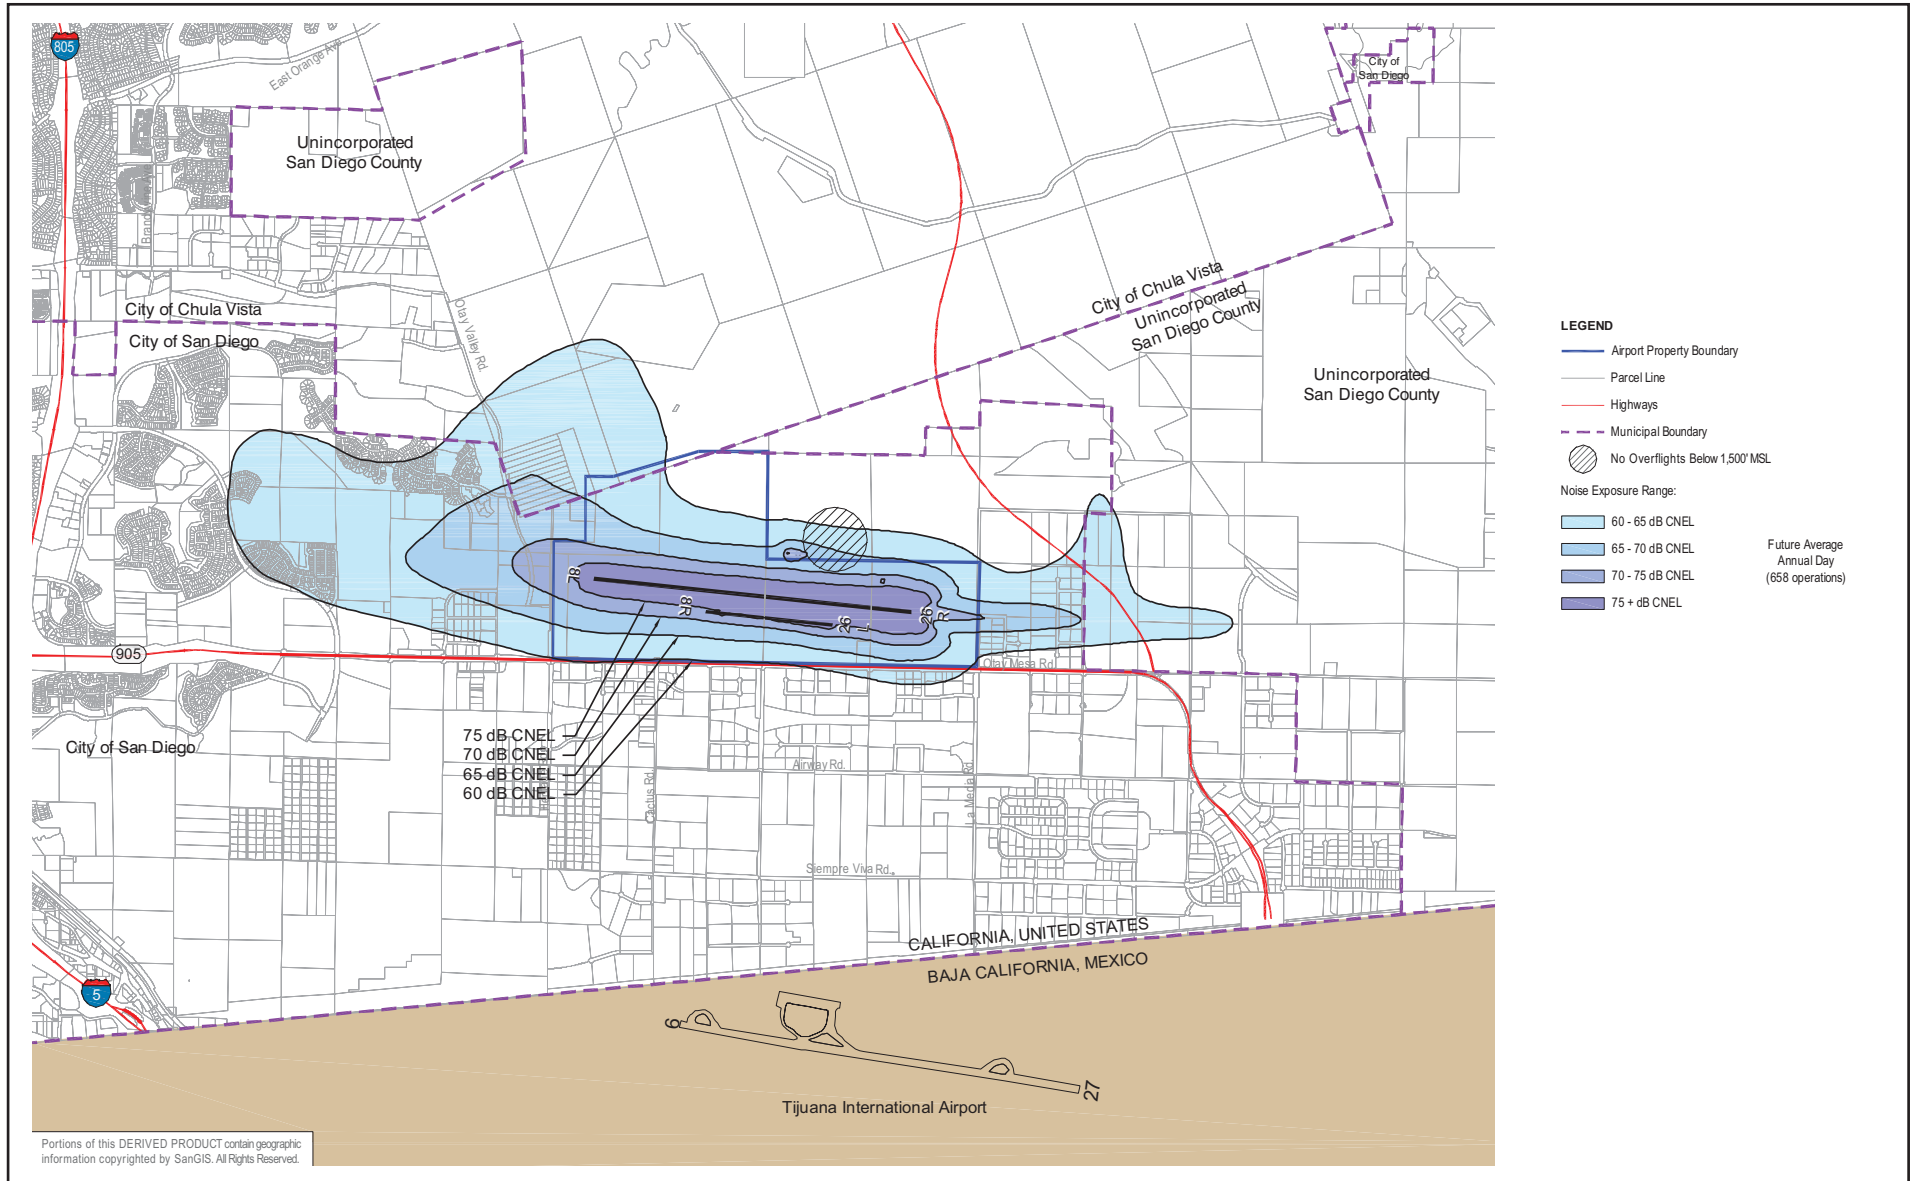 805
East Orange Ave.
City of
San Diego
Unincorporated
San Diego County
City of Chula Vista
City of San Diego
Otay Valley Rd.
City of Chula Vista
Unincorporated
San Diego County
Unincorporated
San Diego County
8L
8R
26
L
26
R
905
Otay Mesa Rd.
75 dB CNEL
70 dB CNEL
65 dB CNEL
60 dB CNEL
City of San Diego
Cactus Rd.
Airway Rd.
La Media Rd.
Siempre Viva Rd.
CALIFORNIA, UNITED STATES
BAJA CALIFORNIA, MEXICO
5
9
27
Tijuana International Airport
Portions of this DERIVED PRODUCT contain geographic
information copyrighted by SanGIS. All Rights Reserved.
LEGEND
Airport Property Boundary
Parcel Line
Highways
Municipal Boundary
No Overflights Below 1,500' MSL
Noise Exposure Range:
60 - 65 dB CNEL
65 - 70 dB CNEL
70 - 75 dB CNEL
75 + dB CNEL
Future Average
Annual Day
(658 operations)